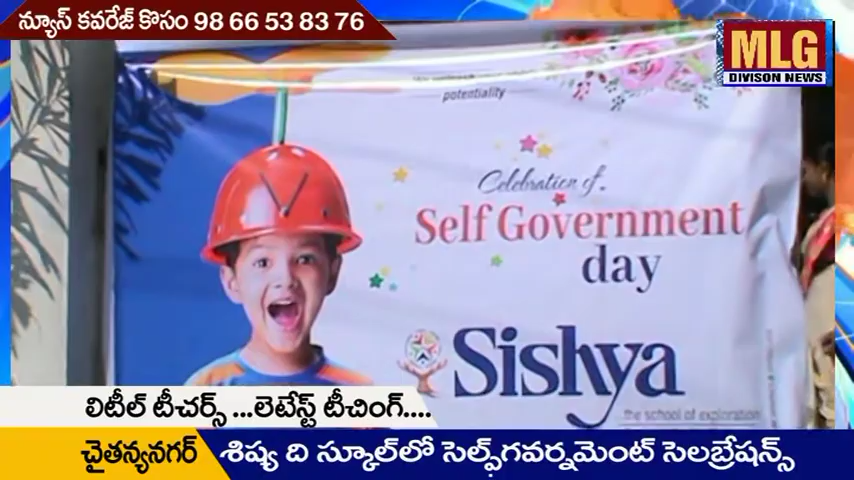 న్యూస్ కవరేజ్ కోసం 98 66 53 83 76
MLG
DIVISON NEWS
potentiality
Celebration of.
Self Government
day
Sishya
the school of exploration
లిటీల్ టీచర్స్ ...లెటేస్ట్ టీచింగ్....
చైతన్యనగర్
శిష్య ది స్కూల్‌లో సెల్ఫ్‌గవర్నమెంట్ సెలబ్రేషన్స్